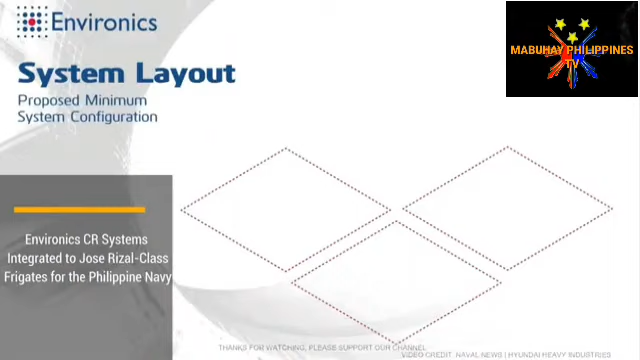 Environics
MABUHAY PHILIPPINES
TV
System Layout
Proposed Minimum
System Configuration
Environics CR Systems
Integrated to Jose Rizal-Class
Frigates for the Philippine Navy
THANKS FOR WATCHING, PLEASE SUPPORT OUR CHANNEL
VIDEO CREDIT: NAVAL NEWS | HYUNDAI HEAVY INDUSTRIES